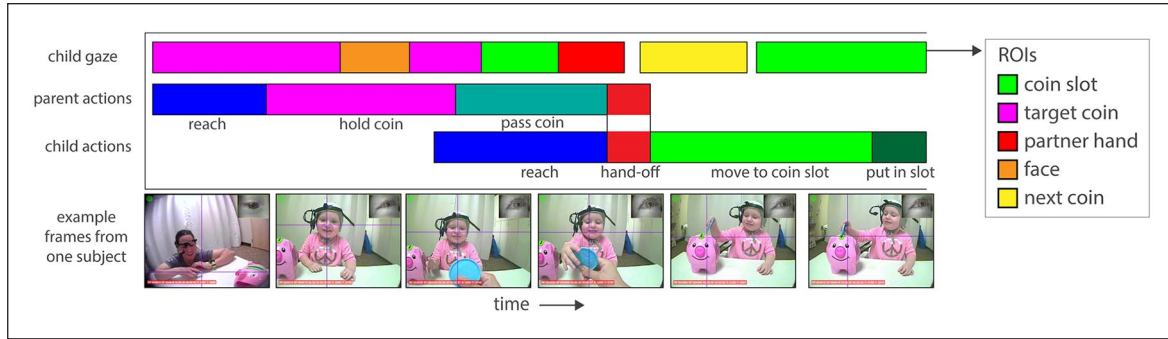 child gaze
parent actions
reach
hold coin
pass coin
child actions
reach
hand-off
move to coin slot
put in slot
example
frames from
one subject
time
ROIs
coin slot
target coin
partner hand
face
next coin